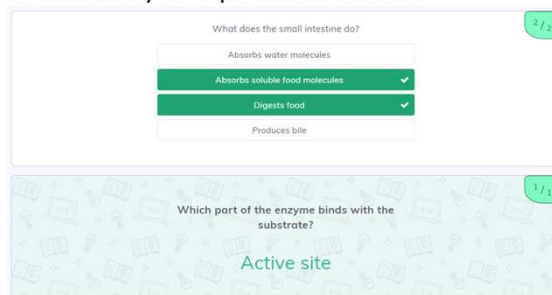 What does the small intestine do?
2 / 2
Absorbs water molecules
Absorbs soluble food molecules
Digests food
Produces bile
1 / 1
Which part of the enzyme binds with the
substrate?
Active site